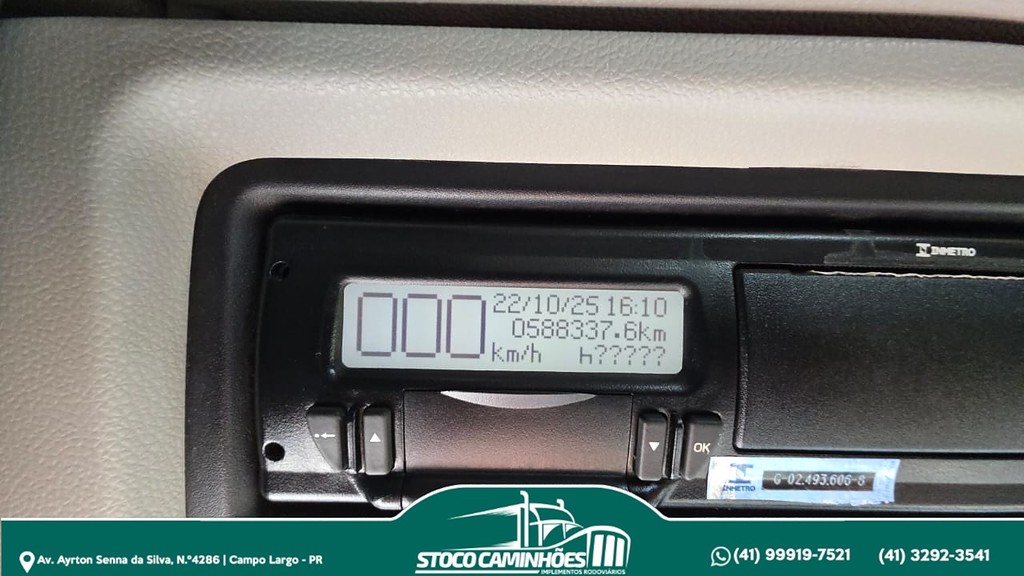 INMETRO
000
22/10/25 16:10
0588337.6km
km/h h?????
OK
INMETRO
G-02.493.606-8
Av. Ayrton Senna da Silva, N.º4286 | Campo Largo - PR
STOCO CAMINHÕES
IMPLEMENTOS RODOVIÁRIOS
(41) 99919-7521 (41) 3292-3541